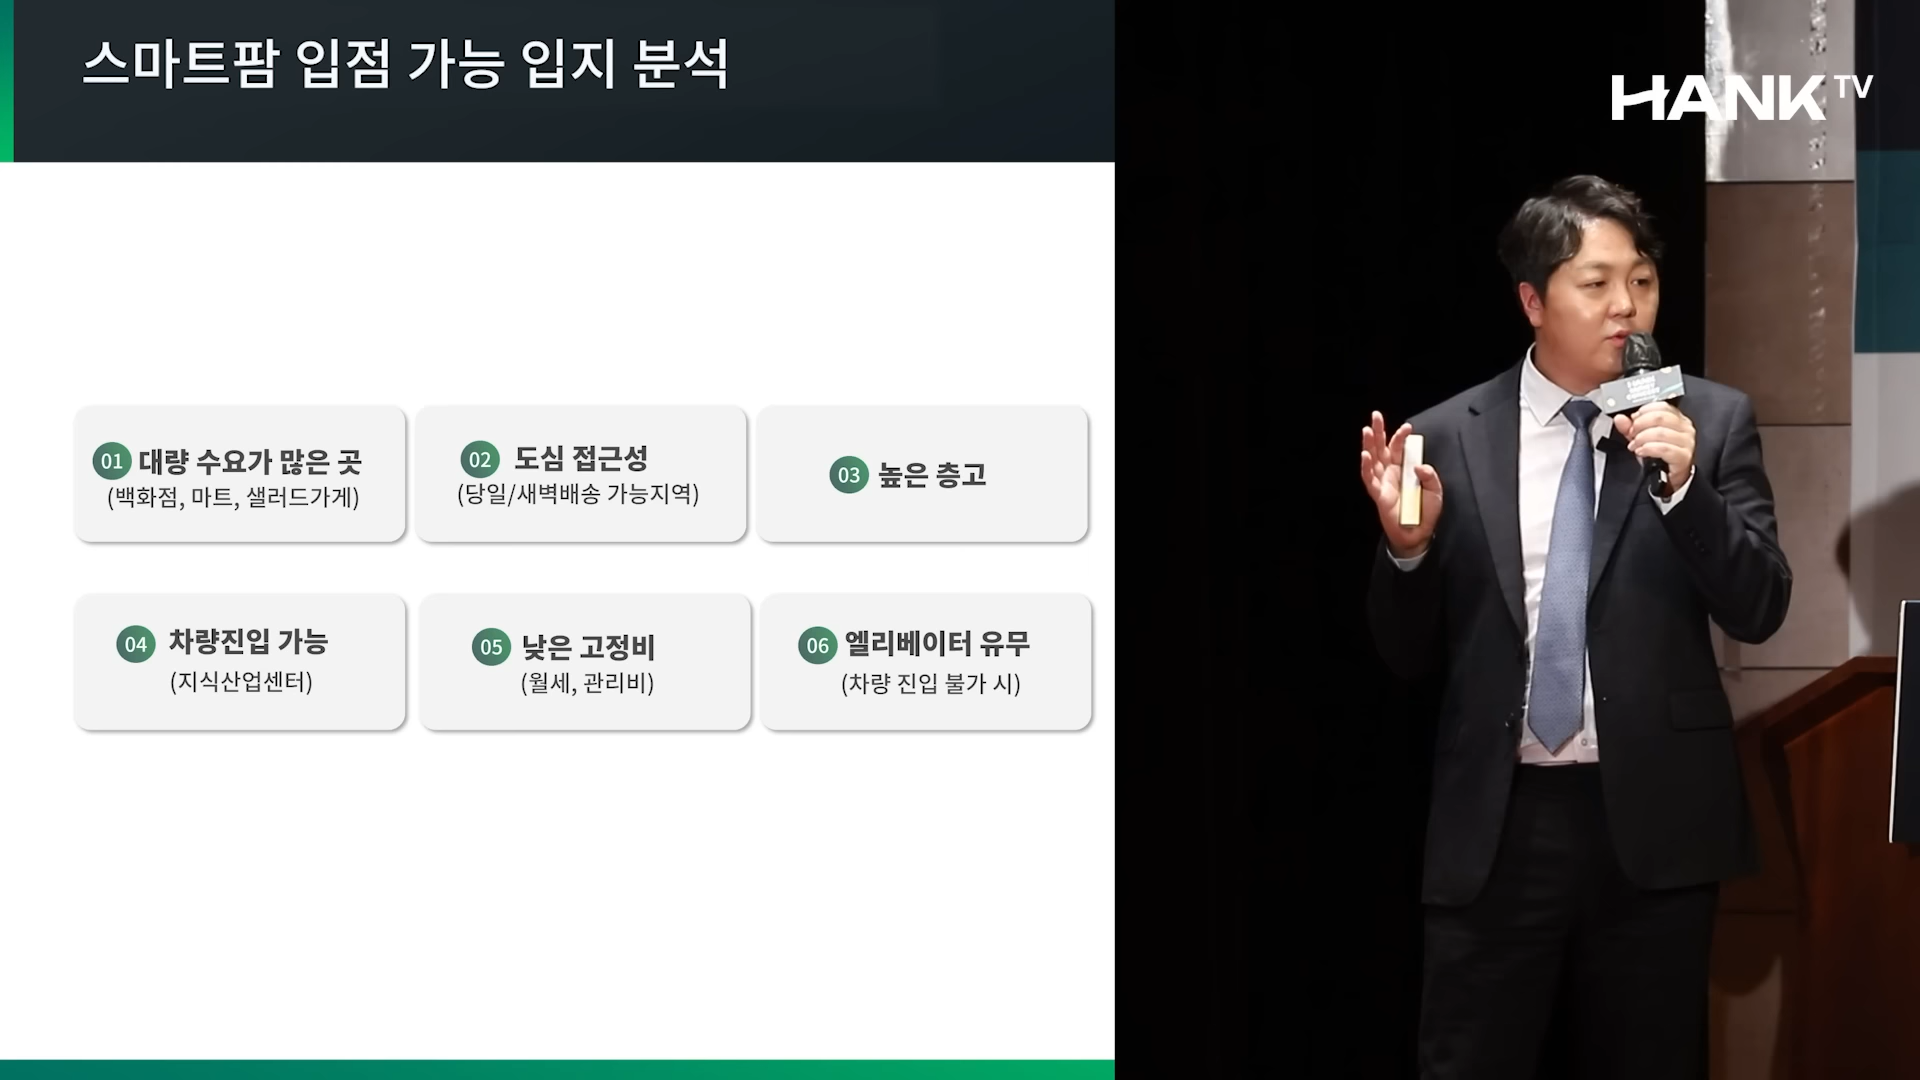 스마트팜 입점 가능 입지 분석
HANK TV
01 대량 수요가 많은 곳
(백화점, 마트, 샐러드가게)
02 도심 접근성
(당일/새벽배송 가능지역)
03 높은 층고
04 차량진입 가능
(지식산업센터)
05 낮은 고정비
(월세, 관리비)
06 엘리베이터 유무
(차량 진입 불가 시)